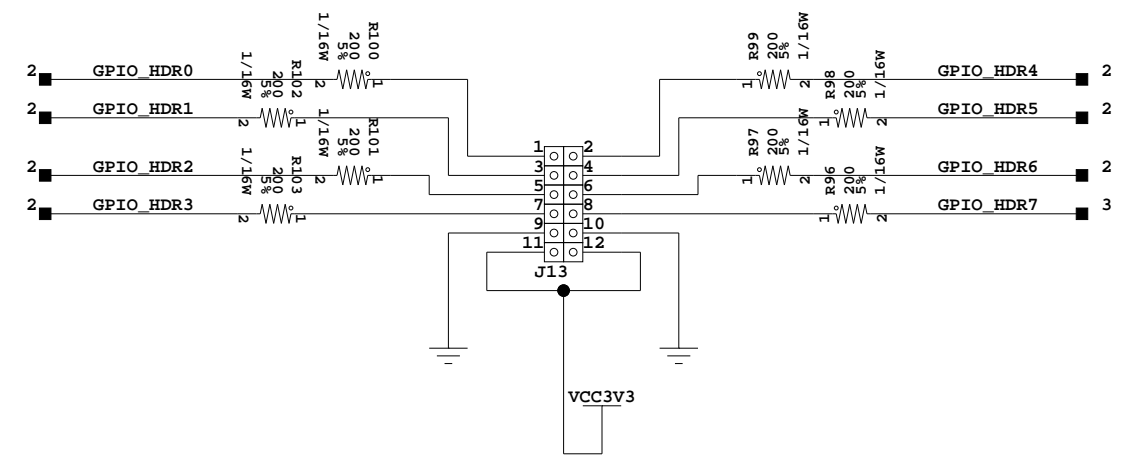 R100
200
5%
1/16W
R99
200
5%
1/16W
2
GPIO_HDR0
2
1
1
2
GPIO_HDR4
2
R102
200
5%
1/16W
R98
200
5%
1/16W
2
GPIO_HDR1
2
1
1
2
GPIO_HDR5
2
R101
200
5%
1/16W
R97
200
5%
1/16W
2
GPIO_HDR2
2
1
1
2
GPIO_HDR6
2
R103
200
5%
1/16W
R96
200
5%
1/16W
2
GPIO_HDR3
2
1
1
2
GPIO_HDR7
3
1 2
3 4
5 6
7 8
9 10
11 12
J13
VCC3V3